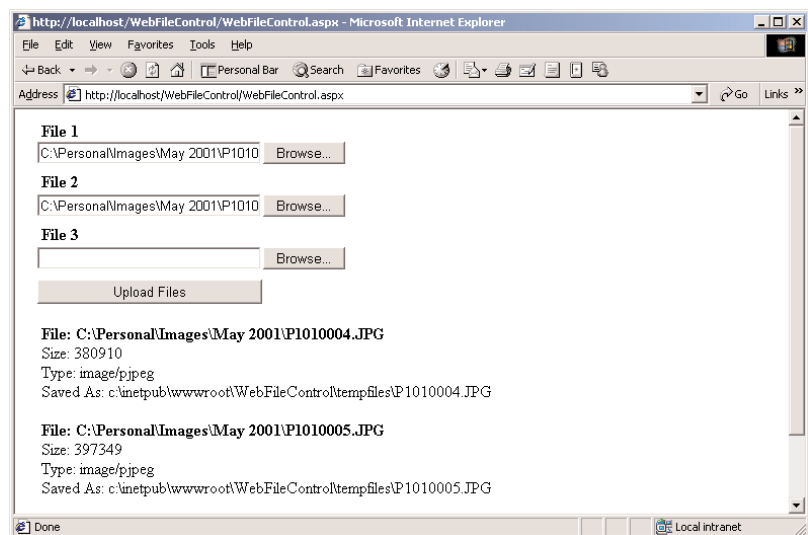 http://localhost/WebFileControl/WebFileControl.aspx - Microsoft Internet Explorer
File Edit View Favorites Tools Help
Back Personal Bar Search Favorites
Address http://localhost/WebFileControl/WebFileControl.aspx Go Links »
File 1
C:\Personal\Images\May 2001\P1010 Browse...
File 2
C:\Personal\Images\May 2001\P1010 Browse...
File 3
Browse...
Upload Files
File: C:\Personal\Images\May 2001\P1010004.JPG
Size: 380910
Type: image/pjpeg
Saved As: c:\inetpub\wwwroot\WebFileControl\tempfiles\P1010004.JPG
File: C:\Personal\Images\May 2001\P1010005.JPG
Size: 397349
Type: image/pjpeg
Saved As: c:\inetpub\wwwroot\WebFileControl\tempfiles\P1010005.JPG
Done Local intranet